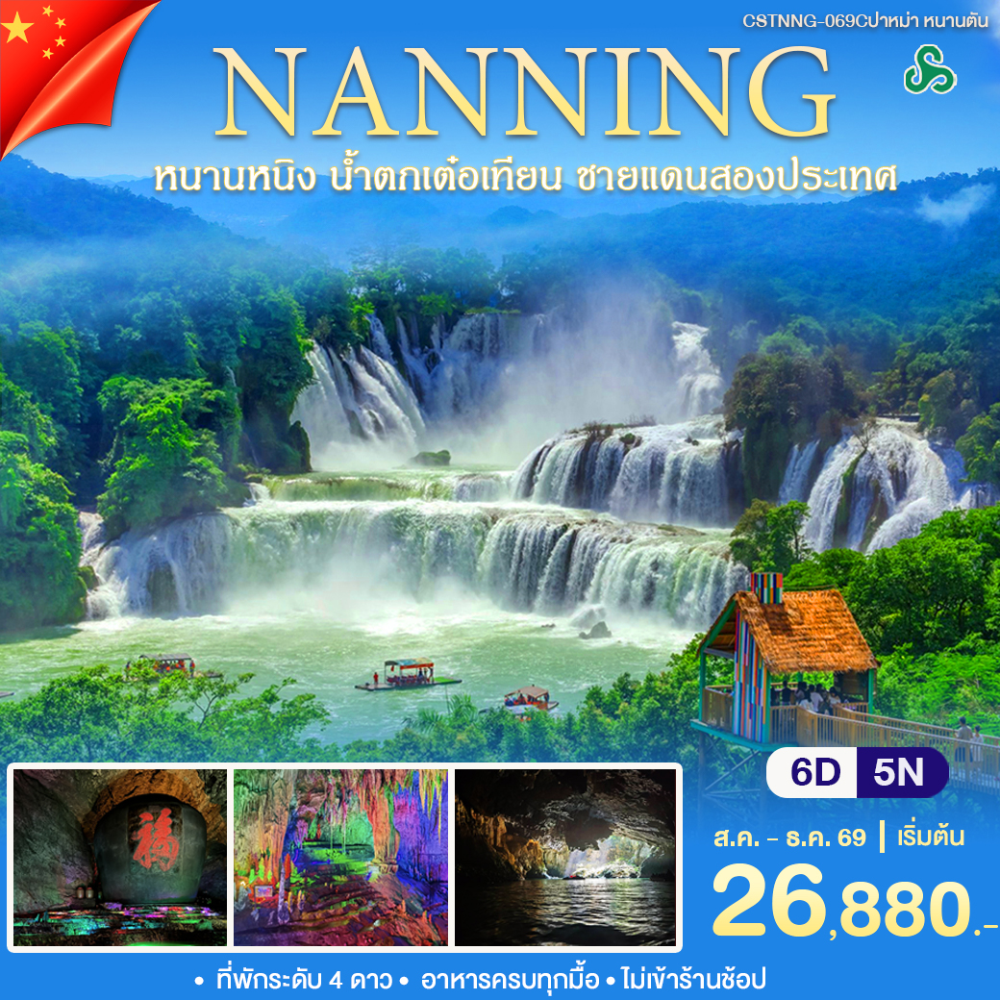 CSTNNG-069Cปาหม่า หนานตัน
NANNING
หนานหนิง น้ำตกเต๋อเทียน ชายแดนสองประเทศ
福
6D 5N
ส.ค. - ธ.ค. 69 | เริ่มต้น
26,880.-
• ที่พักระดับ 4 ดาว • อาหารครบทุกมื้อ • ไม่เข้าร้านช้อป